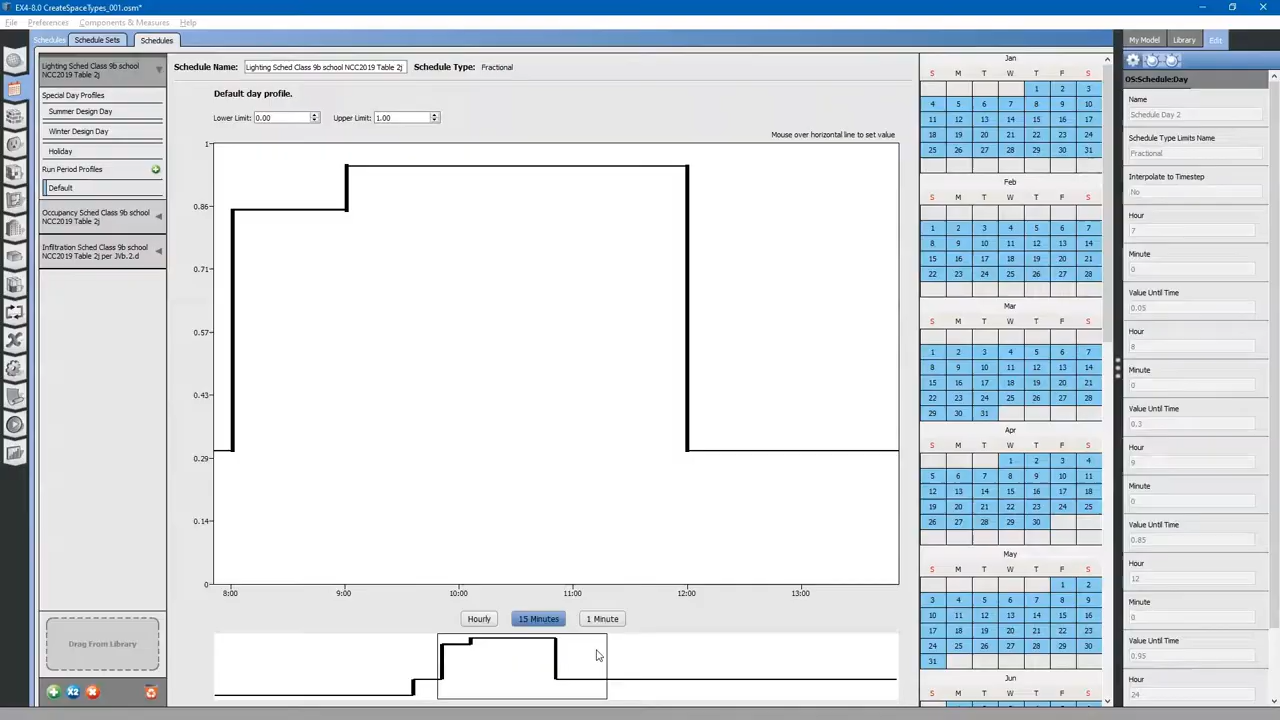 EX4-8.0 CreateSpaceTypes_001.osm*
File Preferences Components & Measures Help
Schedules Schedule Sets Schedules
My Model Library Edit
Lighting Sched Class 9b school
NCC2019 Table 2j
Special Day Profiles
Summer Design Day
Winter Design Day
Holiday
Run Period Profiles
Default
Occupancy Sched Class 9b school
NCC2019 Table 2j
Infiltration Sched Class 9b school
NCC2019 Table 2j per JVb.2.d
Drag From Library
Schedule Name: Lighting Sched Class 9b school NCC2019 Table 2j Schedule Type: Fractional
Default day profile.
Lower Limit: 0.00 Upper Limit: 1.00
Mouse over horizontal line to set value
1
0.86
0.71
0.57
0.43
0.29
0.14
0
8:00 9:00 10:00 11:00 12:00 13:00
Hourly 15 Minutes 1 Minute
Jan
S M T W T F S
1 2 3
4 5 6 7 8 9 10
11 12 13 14 15 16 17
18 19 20 21 22 23 24
25 26 27 28 29 30 31
Feb
S M T W T F S
1 2 3 4 5 6 7
8 9 10 11 12 13 14
15 16 17 18 19 20 21
22 23 24 25 26 27 28
Mar
S M T W T F S
1 2 3 4 5 6 7
8 9 10 11 12 13 14
15 16 17 18 19 20 21
22 23 24 25 26 27 28
29 30 31
Apr
S M T W T F S
1 2 3 4
5 6 7 8 9 10 11
12 13 14 15 16 17 18
19 20 21 22 23 24 25
26 27 28 29 30
May
S M T W T F S
1 2
3 4 5 6 7 8 9
10 11 12 13 14 15 16
17 18 19 20 21 22 23
24 25 26 27 28 29 30
31
Jun
S M T W T F S
OS:Schedule:Day
Name
Schedule Day 2
Schedule Type Limits Name
Fractional
Interpolate to Timestep
No
Hour
7
Minute
0
Value Until Time
0.05
Hour
8
Minute
0
Value Until Time
0.3
Hour
9
Minute
0
Value Until Time
0.85
Hour
12
Minute
0
Value Until Time
0.95
Hour
24